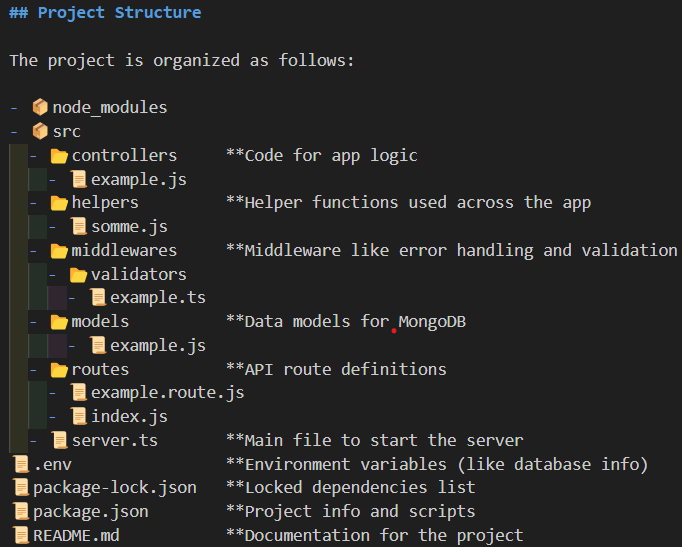 ## Project Structure
The project is organized as follows:
- 📦node_modules
- 📦src
- 📂controllers **Code for app logic
- 📜example.js
- 📂helpers **Helper functions used across the app
- 📜somme.js
- 📂middlewares **Middleware like error handling and validation
- 📂validators
- 📜example.ts
- 📂models **Data models for MongoDB
- 📜example.js
- 📂routes **API route definitions
- 📜example.route.js
- 📜index.js
- 📜server.ts **Main file to start the server
📜.env **Environment variables (like database info)
📜package-lock.json **Locked dependencies list
📜package.json **Project info and scripts
📜README.md **Documentation for the project